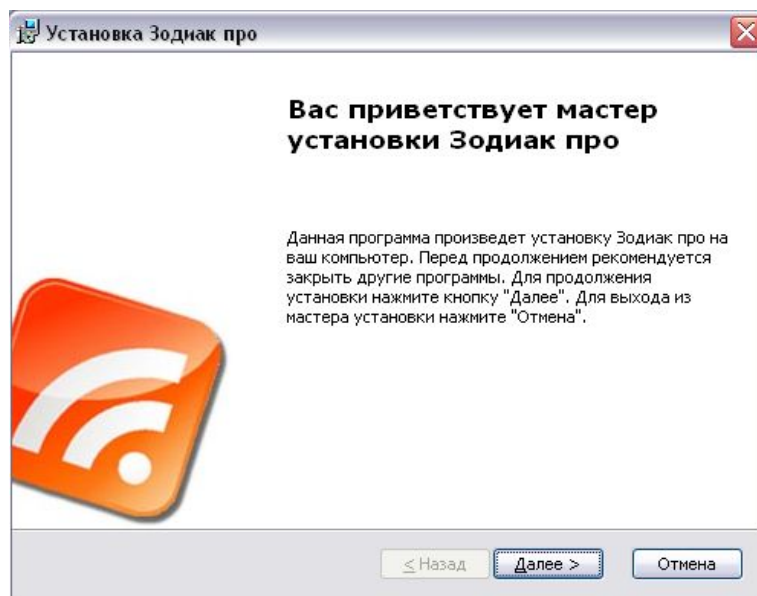 Установка Зодиак про
Вас приветствует мастер
установки Зодиак про
Данная программа произведет установку Зодиак про на
ваш компьютер. Перед продолжением рекомендуется
закрыть другие программы. Для продолжения
установки нажмите кнопку "Далее". Для выхода из
мастера установки нажмите "Отмена".
< Назад
Далее >
Отмена